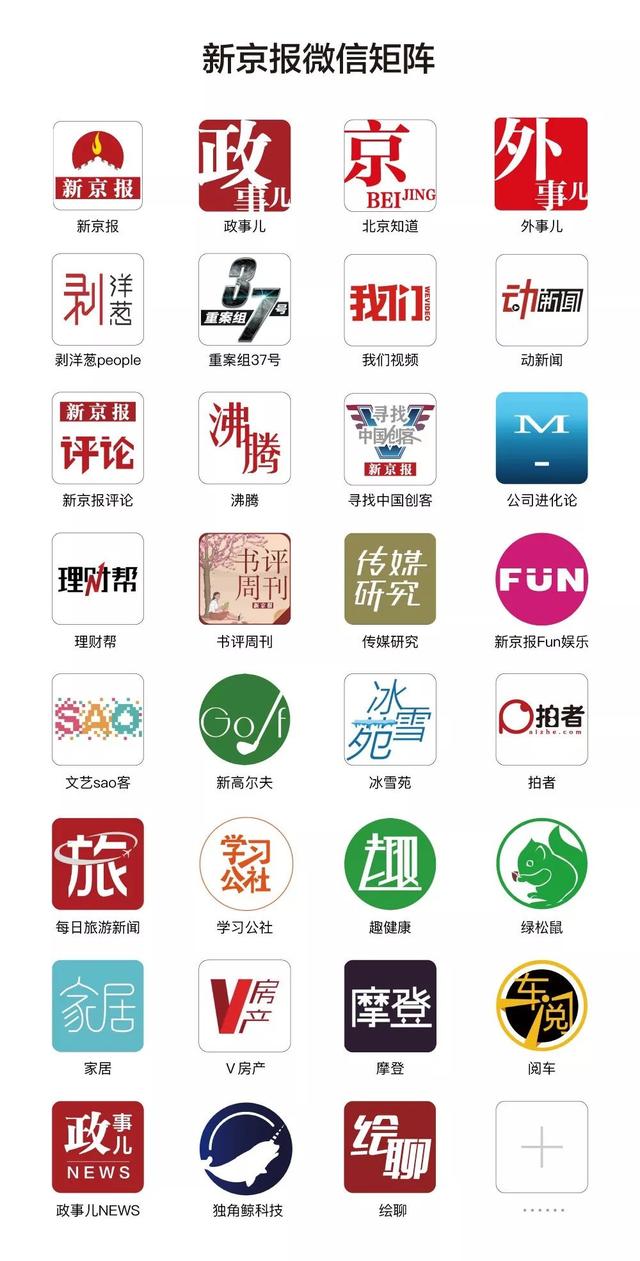 新京报微信矩阵
新京报
政
事儿
京
BEIJING
外
事儿
新京报
政事儿
北京知道
外事儿
剥
洋葱
37号
重案组
我们
WEVIDEO
动新闻
剥洋葱people
重案组37号
我们视频
动新闻
新京报
评论
沸腾
寻找
中国创客
新京报
M
新京报评论
沸腾
寻找中国创客
公司进化论
理财帮
书评
周刊
新京报
传媒
研究
FUN
理财帮
书评周刊
传媒研究
新京报Fun娱乐
SAO
Golf
冰雪
苑
拍者
aizhe.com
文艺sao客
新高尔夫
冰雪苑
拍者
旅
学习
公社
趣
每日旅游新闻
学习公社
趣健康
绿松鼠
家居
V
房产
摩登
车阅
家居
V房产
摩登
阅车
政
事儿
NEWS
绘聊
政事儿NEWS
独角鲸科技
绘聊
······